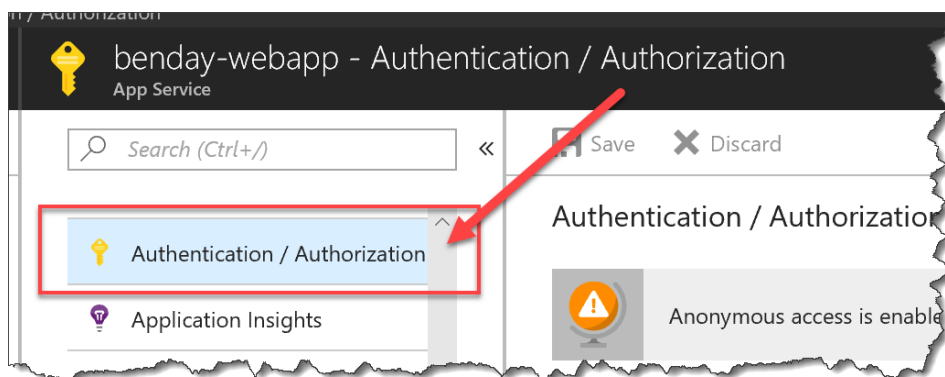 / Authorization
benday-webapp - Authentication / Authorization
App Service
Search (Ctrl+/)
«
Save
Discard
Authentication / Authorization
Application Insights
Authentication / Authorization
Anonymous access is enable